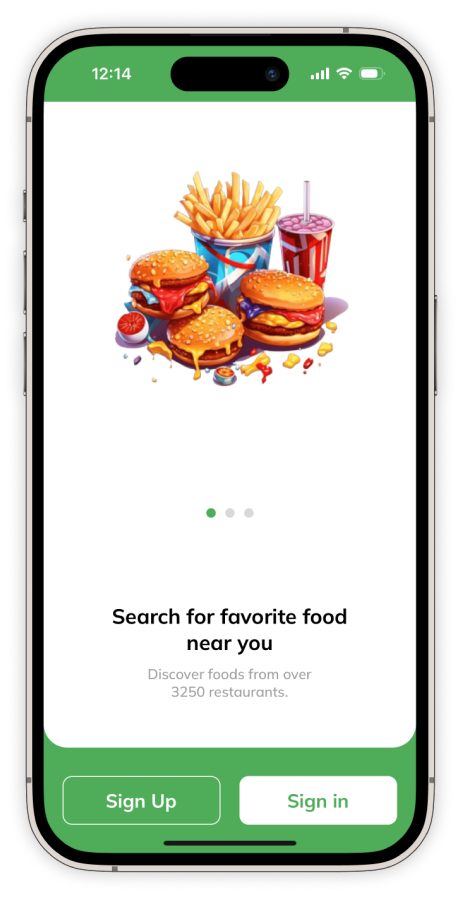 12:14
Search for favorite food
near you
Discover foods from over
3250 restaurants.
Sign Up
Sign in